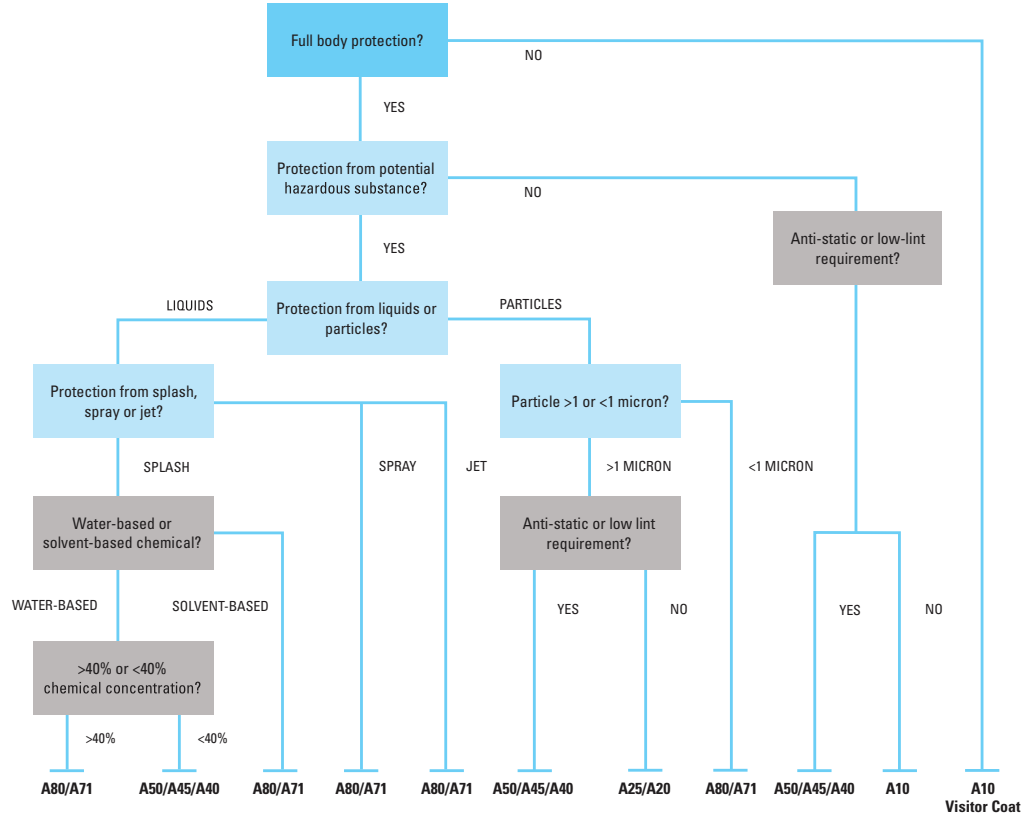 Full body protection?
NO
YES
Protection from potential
hazardous substance?
NO
Anti-static or low-lint
requirement?
YES
LIQUIDS
Protection from liquids or
particles?
PARTICLES
Protection from splash,
spray or jet?
Particle >1 or <1 micron?
SPLASH
SPRAY
JET
>1 MICRON
<1 MICRON
Water-based or
solvent-based chemical?
Anti-static or low lint
requirement?
WATER-BASED
SOLVENT-BASED
YES
NO
YES
NO
>40% or <40%
chemical concentration?
>40%
<40%
A80/A71
A50/A45/A40
A80/A71
A80/A71
A80/A71
A50/A45/A40
A25/A20
A80/A71
A50/A45/A40
A10
A10
Visitor Coat